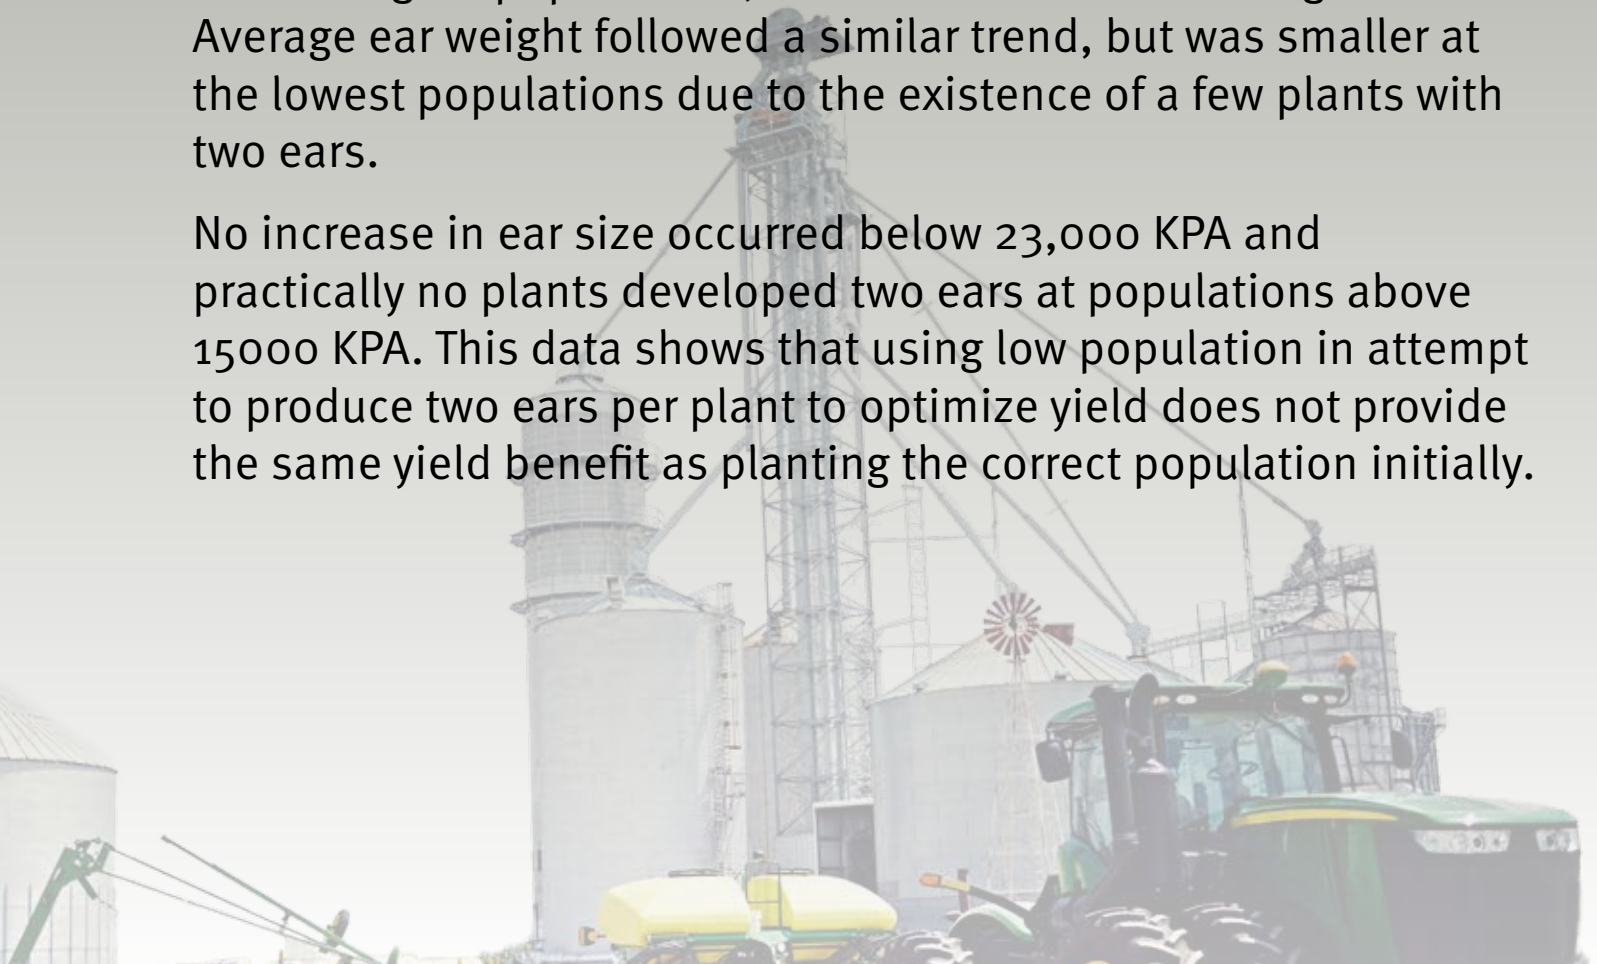 Average ear weight followed a similar trend, but was smaller at
the lowest populations due to the existence of a few plants with
two ears.
No increase in ear size occurred below 23,000 KPA and
practically no plants developed two ears at populations above
15000 KPA. This data shows that using low population in attempt
to produce two ears per plant to optimize yield does not provide
the same yield benefit as planting the correct population initially.